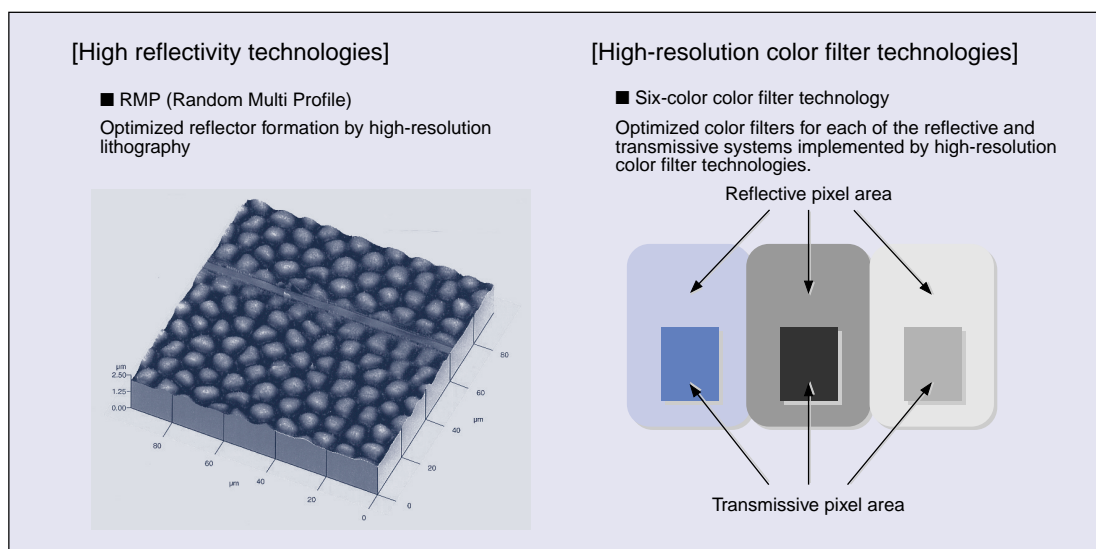 [High reflectivity technologies]
■ RMP (Random Multi Profile)
Optimized reflector formation by high-resolution
lithography
µm
2.50
1.25
0.00
80
60
µm
40
20
0
0
20
40
µm
60
80
[High-resolution color filter technologies]
■ Six-color color filter technology
Optimized color filters for each of the reflective and
transmissive systems implemented by high-resolution
color filter technologies.
Reflective pixel area
Transmissive pixel area